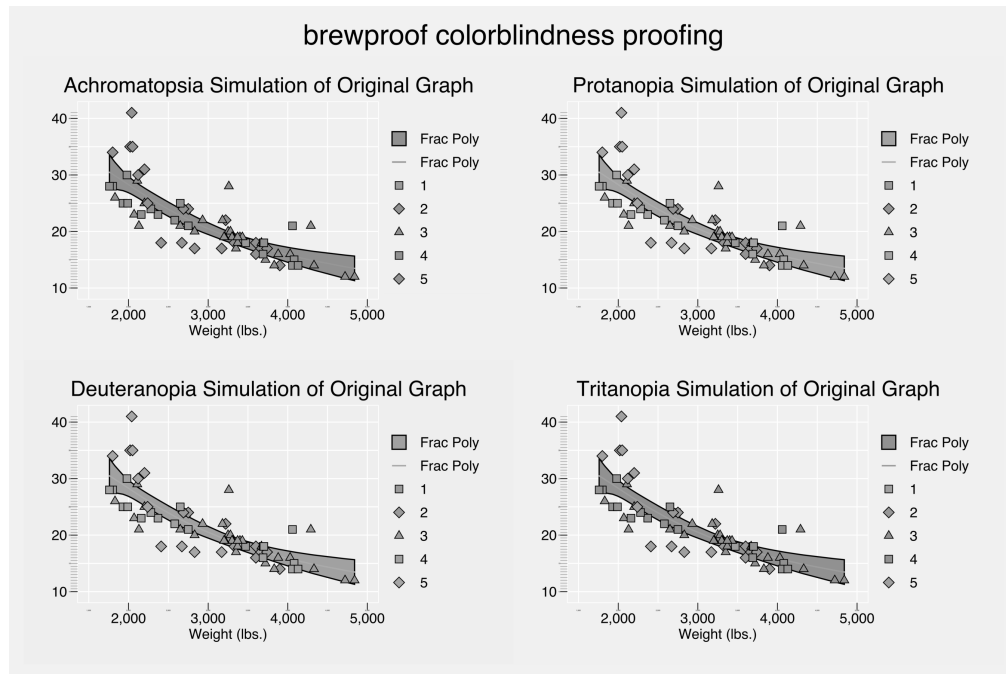 brewproof colorblindness proofing
Achromatopsia Simulation of Original Graph
40
30
20
10
2,000 3,000 4,000 5,000
Weight (lbs.)
Frac Poly
Frac Poly
1
2
3
4
5
Protanopia Simulation of Original Graph
40
30
20
10
2,000 3,000 4,000 5,000
Weight (lbs.)
Frac Poly
Frac Poly
1
2
3
4
5
Deuteranopia Simulation of Original Graph
40
30
20
10
2,000 3,000 4,000 5,000
Weight (lbs.)
Frac Poly
Frac Poly
1
2
3
4
5
Tritanopia Simulation of Original Graph
40
30
20
10
2,000 3,000 4,000 5,000
Weight (lbs.)
Frac Poly
Frac Poly
1
2
3
4
5